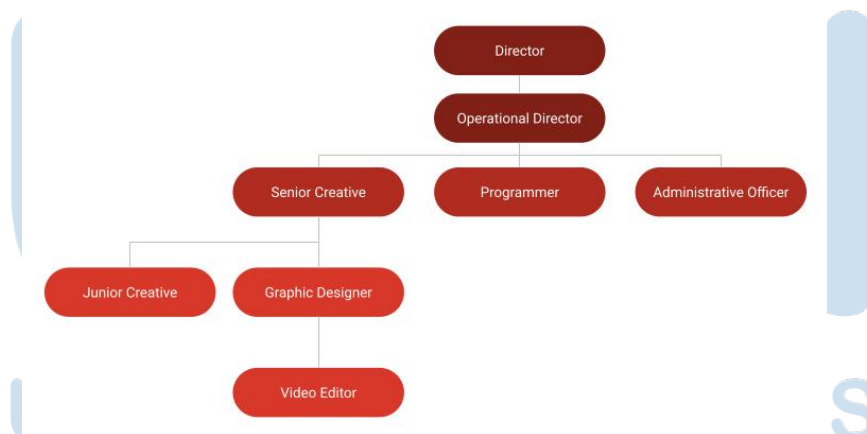 Director
Operational Director
Senior Creative
Programmer
Administrative Officer
Junior Creative
Graphic Designer
Video Editor